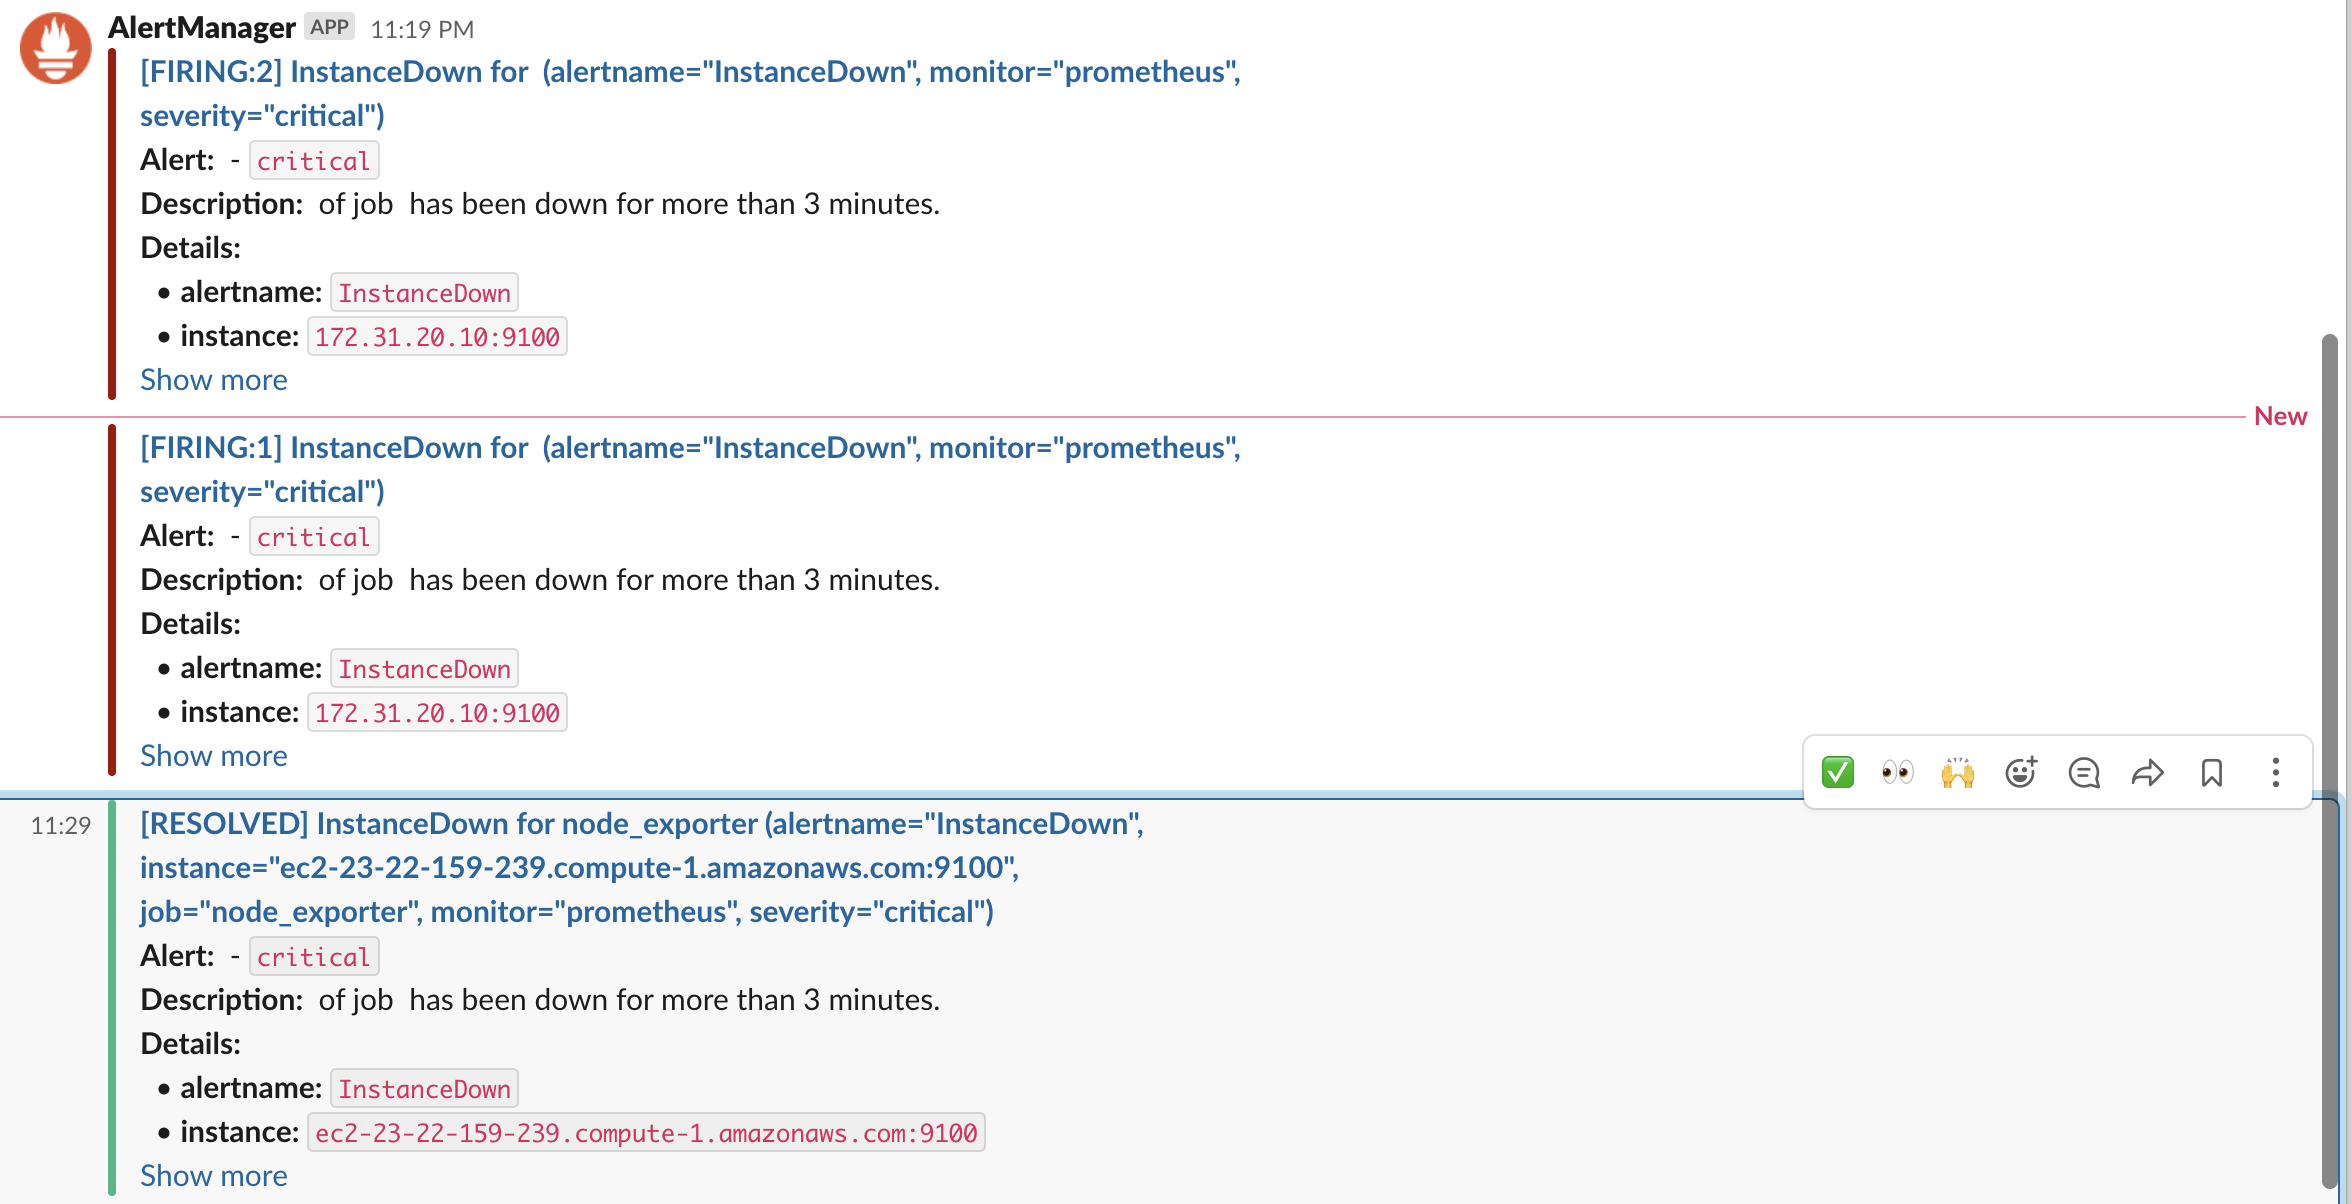 AlertManager APP 11:19 PM
[FIRING:2] InstanceDown for (alertname="InstanceDown", monitor="prometheus",
severity="critical")
Alert: - critical
Description: of job has been down for more than 3 minutes.
Details:
• alertname: InstanceDown
• instance: 172.31.20.10:9100
Show more
New
[FIRING:1] InstanceDown for (alertname="InstanceDown", monitor="prometheus",
severity="critical")
Alert: - critical
Description: of job has been down for more than 3 minutes.
Details:
• alertname: InstanceDown
• instance: 172.31.20.10:9100
Show more
11:29 [RESOLVED] InstanceDown for node_exporter (alertname="InstanceDown",
instance="ec2-23-22-159-239.compute-1.amazonaws.com:9100",
job="node_exporter", monitor="prometheus", severity="critical")
Alert: - critical
Description: of job has been down for more than 3 minutes.
Details:
• alertname: InstanceDown
• instance: ec2-23-22-159-239.compute-1.amazonaws.com:9100
Show more